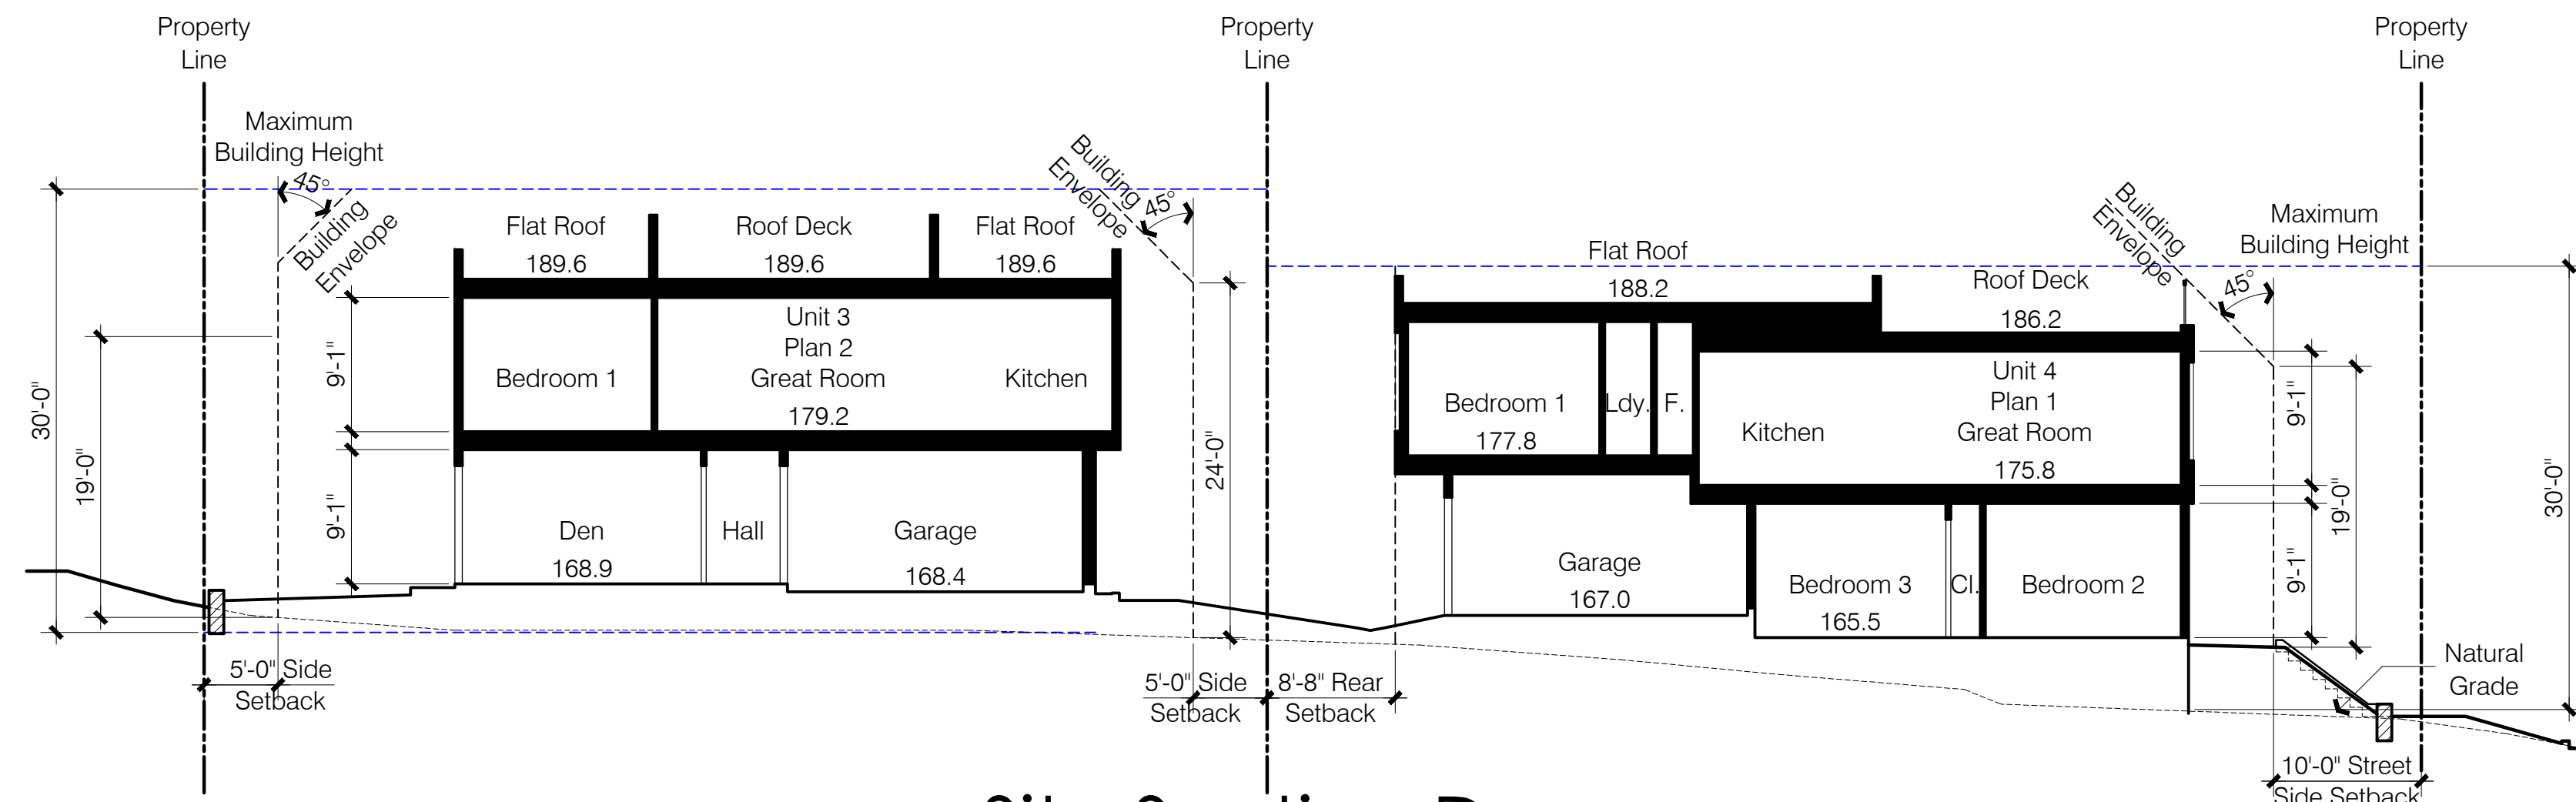 Property
Line
Property
Line
Property
Line
Maximum
Building Height
45°
Building
Envelope
Building
Envelope
45°
Building
Envelope
45°
Maximum
Building Height
Flat Roof
189.6
Roof Deck
189.6
Flat Roof
189.6
Flat Roof
188.2
Roof Deck
186.2
30'-0"
19'-0"
9'-1"
9'-1"
Bedroom 1
Unit 3
Plan 2
Great Room
179.2
Kitchen
Den
168.9
Hall
Garage
168.4
24'-0"
Bedroom 1
177.8
Ldy.
F.
Kitchen
Unit 4
Plan 1
Great Room
175.8
Garage
167.0
Bedroom 3
165.5
Cl.
Bedroom 2
9'-1"
9'-1"
19'-0"
30'-0"
Natural
Grade
5'-0" Side
Setback
5'-0" Side
Setback
8'-8" Rear
Setback
10'-0" Street
Side Setback